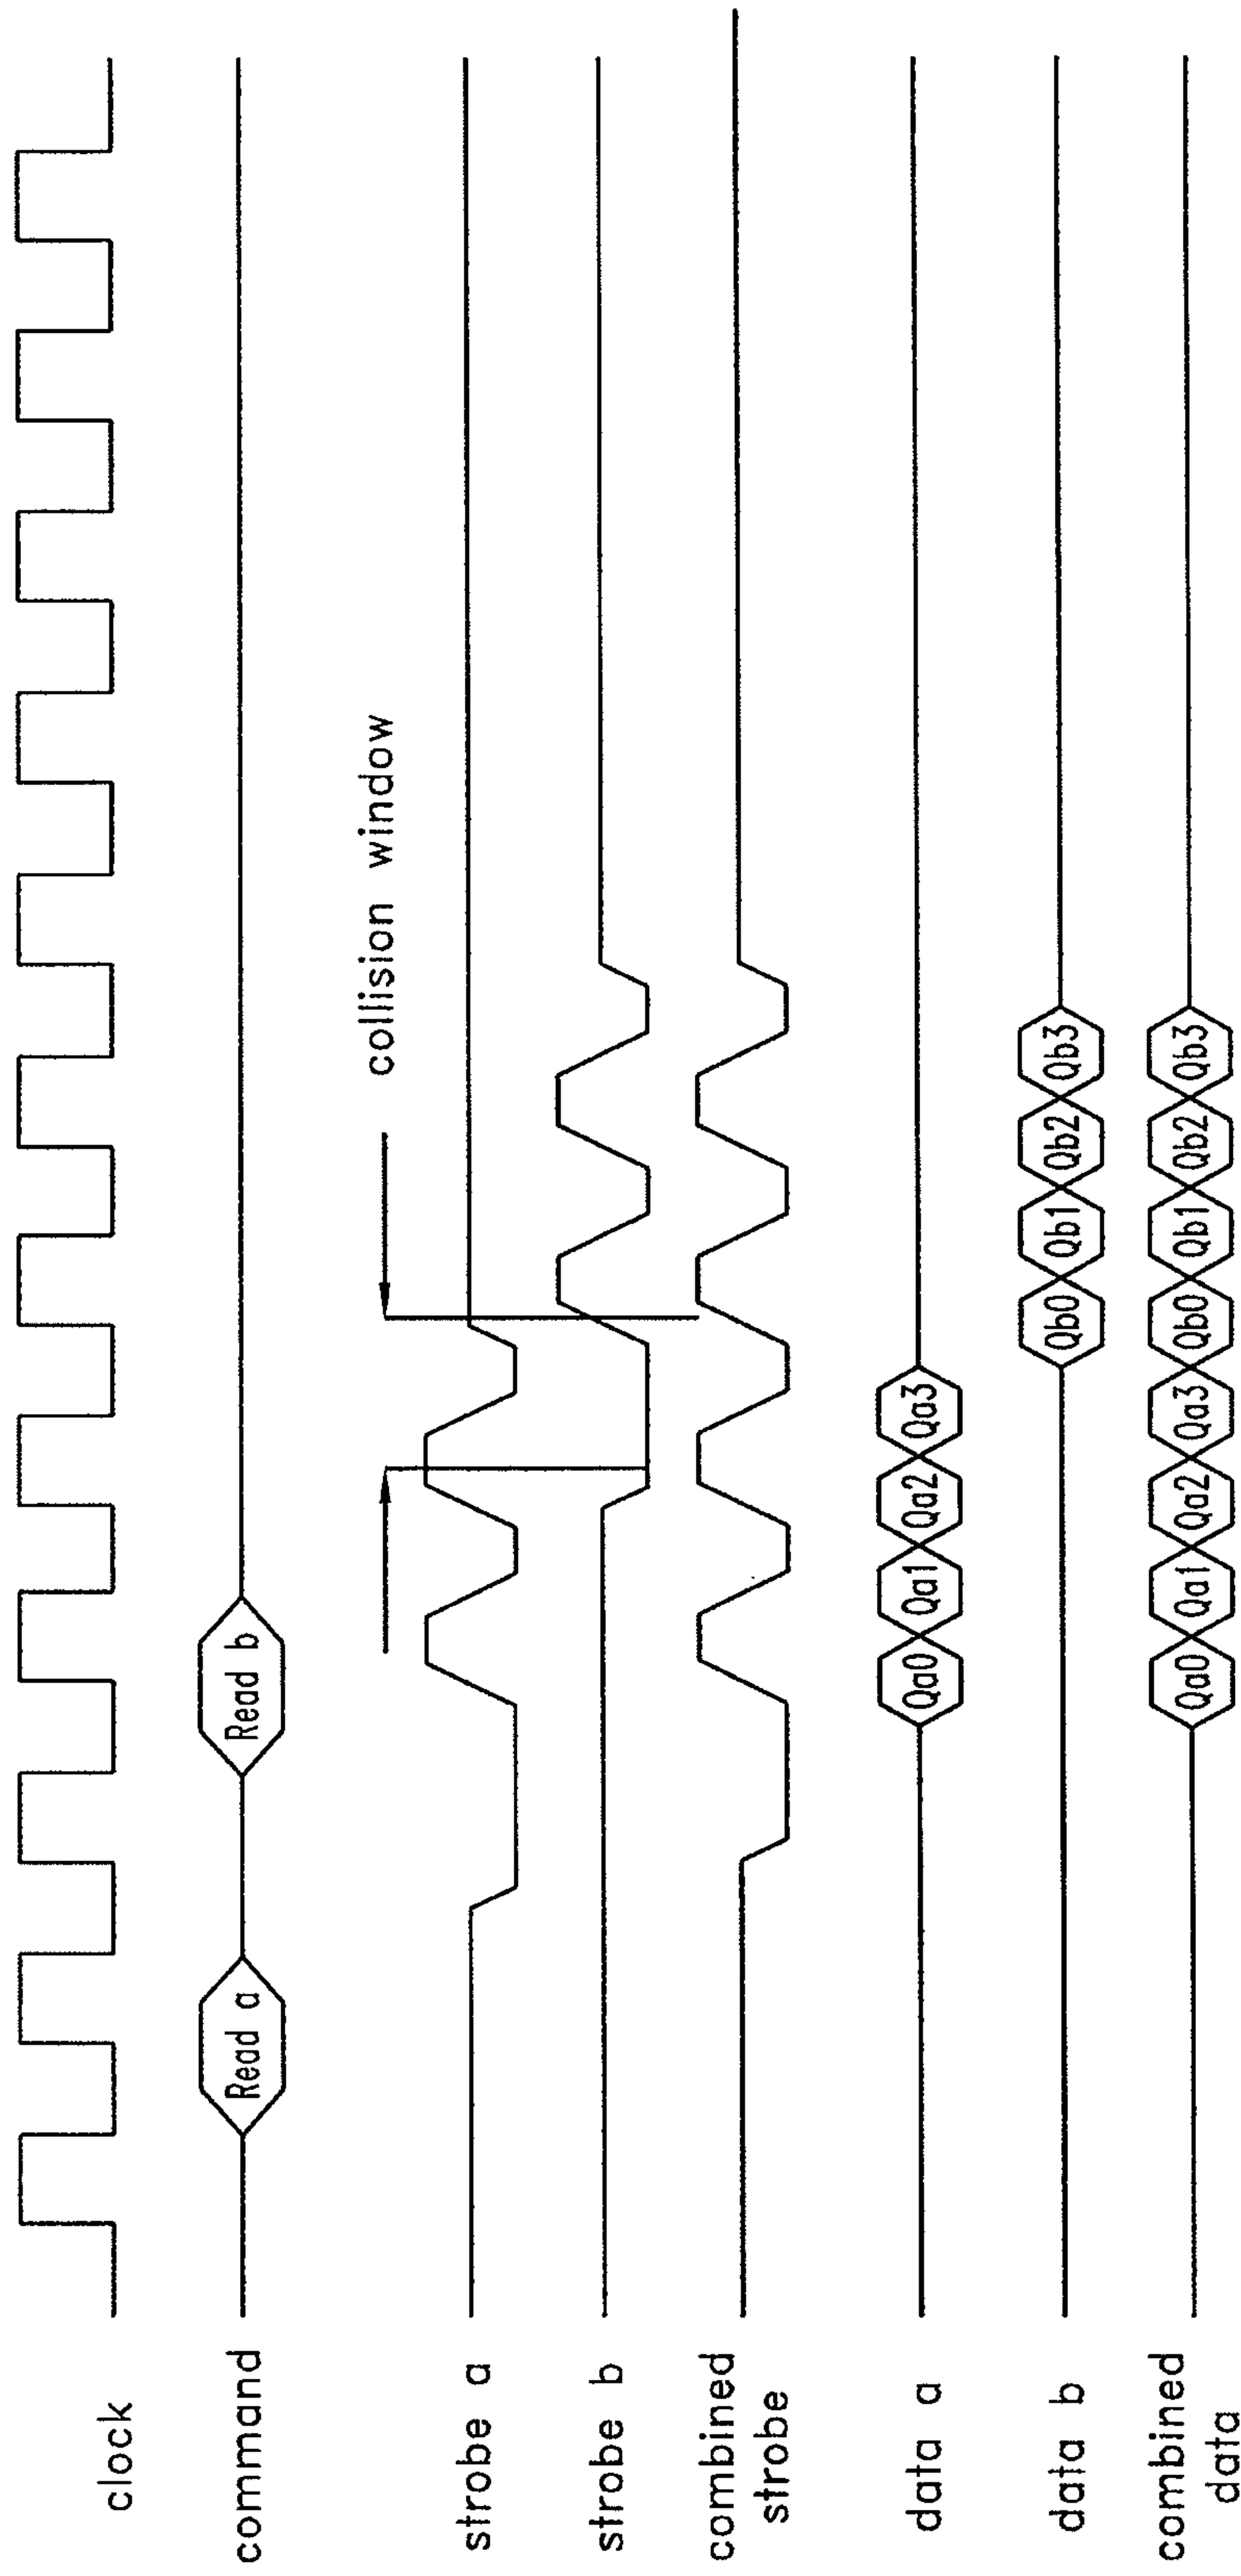 clock
command
Read a
Read b
collision window
strobe a
strobe b
combined
strobe
data a
Qa0 Qa1 Qa2 Qa3
data b
Qb0 Qb1 Qb2 Qb3
combined
data
Qa0 Qa1 Qa2 Qa3 Qb0 Qb1 Qb2 Qb3